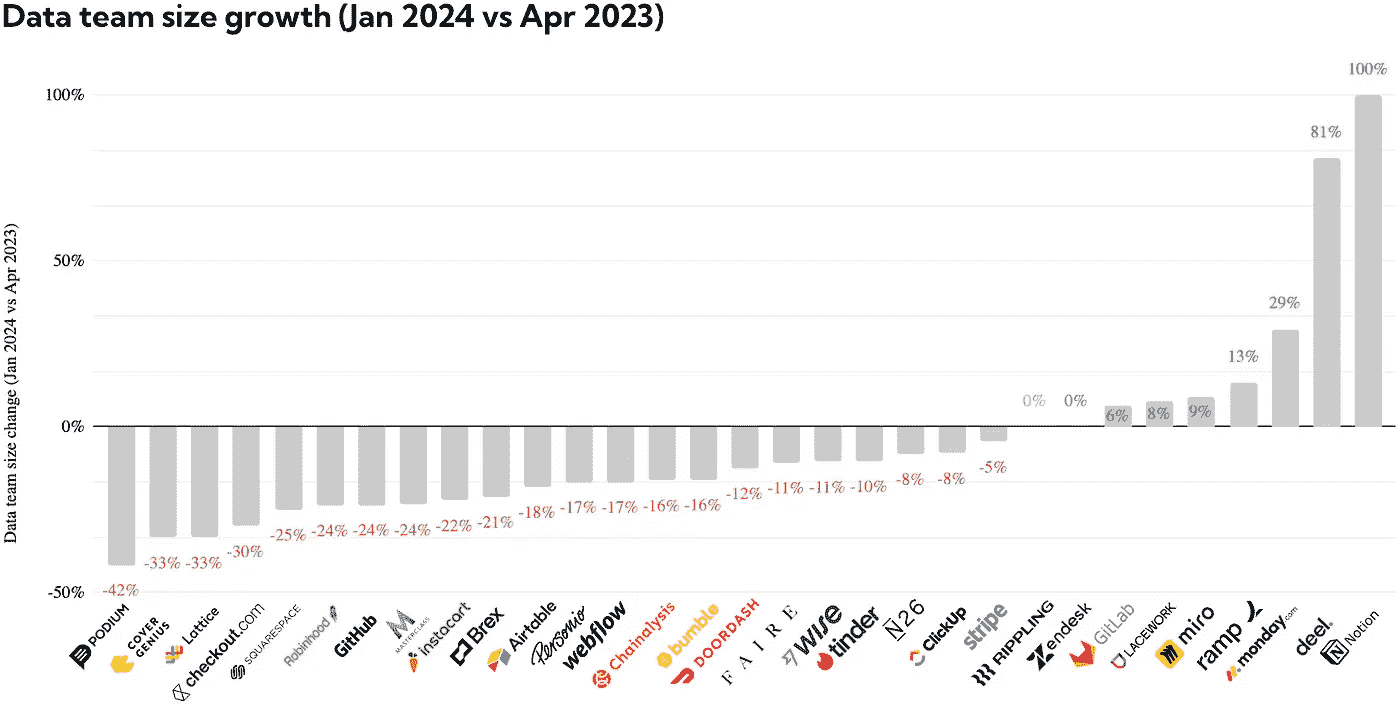 Data team size growth (Jan 2024 vs Apr 2023)
Data team size change (Jan 2024 vs Apr 2023)
100%
50%
0%
-50%
-42%
-33%
-33%
-30%
-25%
-24%
-24%
-24%
-22%
-21%
-18%
-17%
-17%
-16%
-16%
-12%
-11%
-11%
-10%
-8%
-8%
-5%
0%
0%
6%
8%
9%
13%
29%
81%
100%
PODIUM
COVER
GENIUS
Lattice
checkout.com
SQUARESPACE
Robinhood
GitHub
M
MASTERCLASS
instacart
Brex
Airtable
Personio
webflow
Chainalysis
bumble
DOORDASH
FAIRE
WISE
tinder
N26
ClickUp
stripe
RIPPLING
Zendesk
GitLab
LACEWORK
miro
ramp
monday.com
deel.
N Notion